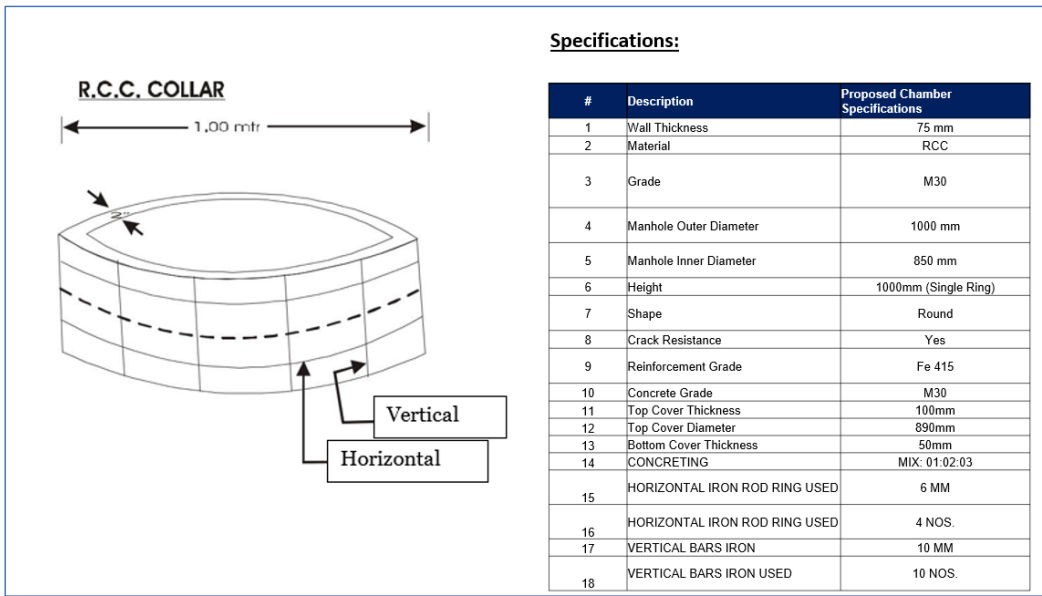 Specifications:
R.C.C. COLLAR
1.00 mtr
2"
Vertical
Horizontal
# Description Proposed Chamber Specifications
1 Wall Thickness 75 mm
2 Material RCC
3 Grade M30
4 Manhole Outer Diameter 1000 mm
5 Manhole Inner Diameter 850 mm
6 Height 1000mm (Single Ring)
7 Shape Round
8 Crack Resistance Yes
9 Reinforcement Grade Fe 415
10 Concrete Grade M30
11 Top Cover Thickness 100mm
12 Top Cover Diameter 890mm
13 Bottom Cover Thickness 50mm
14 CONCRETING MIX: 01:02:03
15 HORIZONTAL IRON ROD RING USED 6 MM
16 HORIZONTAL IRON ROD RING USED 4 NOS.
17 VERTICAL BARS IRON 10 MM
18 VERTICAL BARS IRON USED 10 NOS.